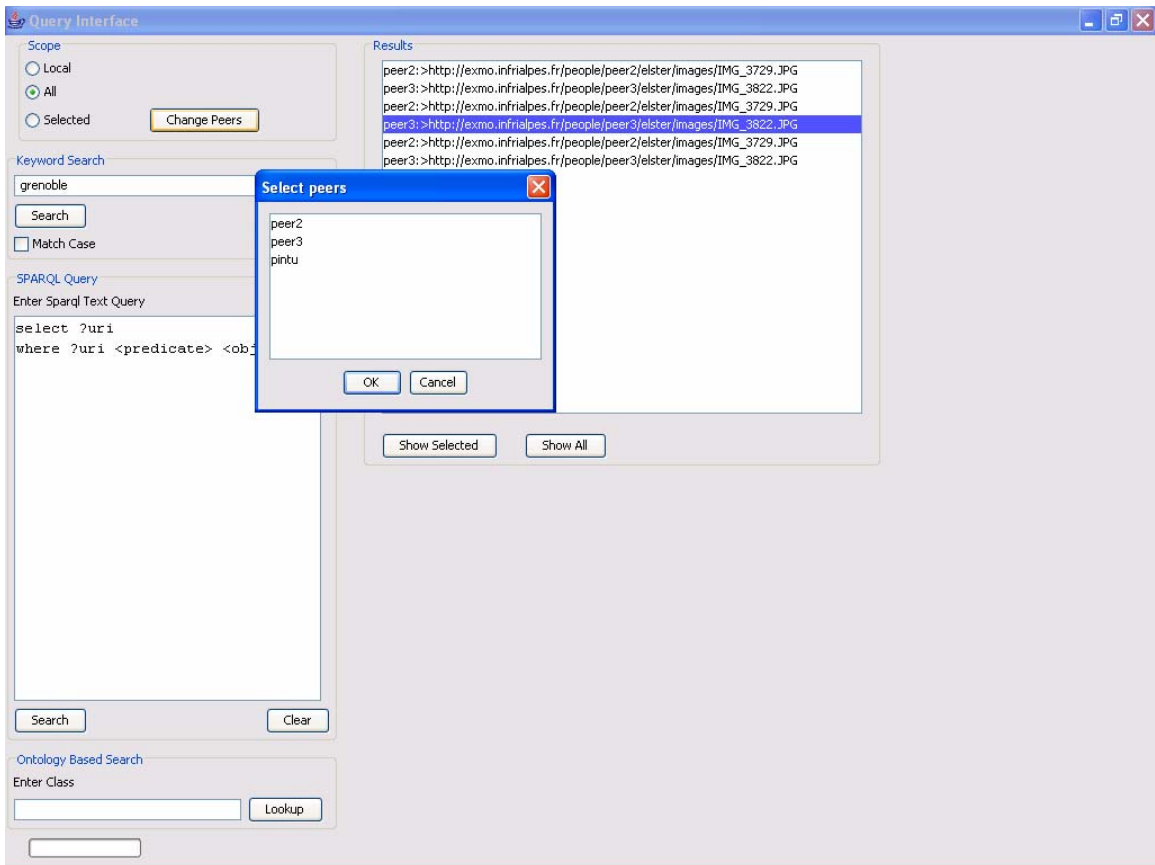 Query Interface
Scope
Local
All
Selected
Change Peers
Keyword Search
grenoble
Search
Match Case
SPARQL Query
Enter Sparql Text Query
select ?uri
where ?uri <predicate> <obj
Search
Clear
Ontology Based Search
Enter Class
Lookup
Results
peer2:>http://exmo.infrialpes.fr/people/peer2/elster/images/IMG_3729.JPG
peer3:>http://exmo.infrialpes.fr/people/peer3/elster/images/IMG_3822.JPG
peer2:>http://exmo.infrialpes.fr/people/peer2/elster/images/IMG_3729.JPG
peer3:>http://exmo.infrialpes.fr/people/peer3/elster/images/IMG_3822.JPG
peer2:>http://exmo.infrialpes.fr/people/peer2/elster/images/IMG_3729.JPG
peer3:>http://exmo.infrialpes.fr/people/peer3/elster/images/IMG_3822.JPG
Show Selected
Show All
Select peers
peer2
peer3
pintu
OK
Cancel